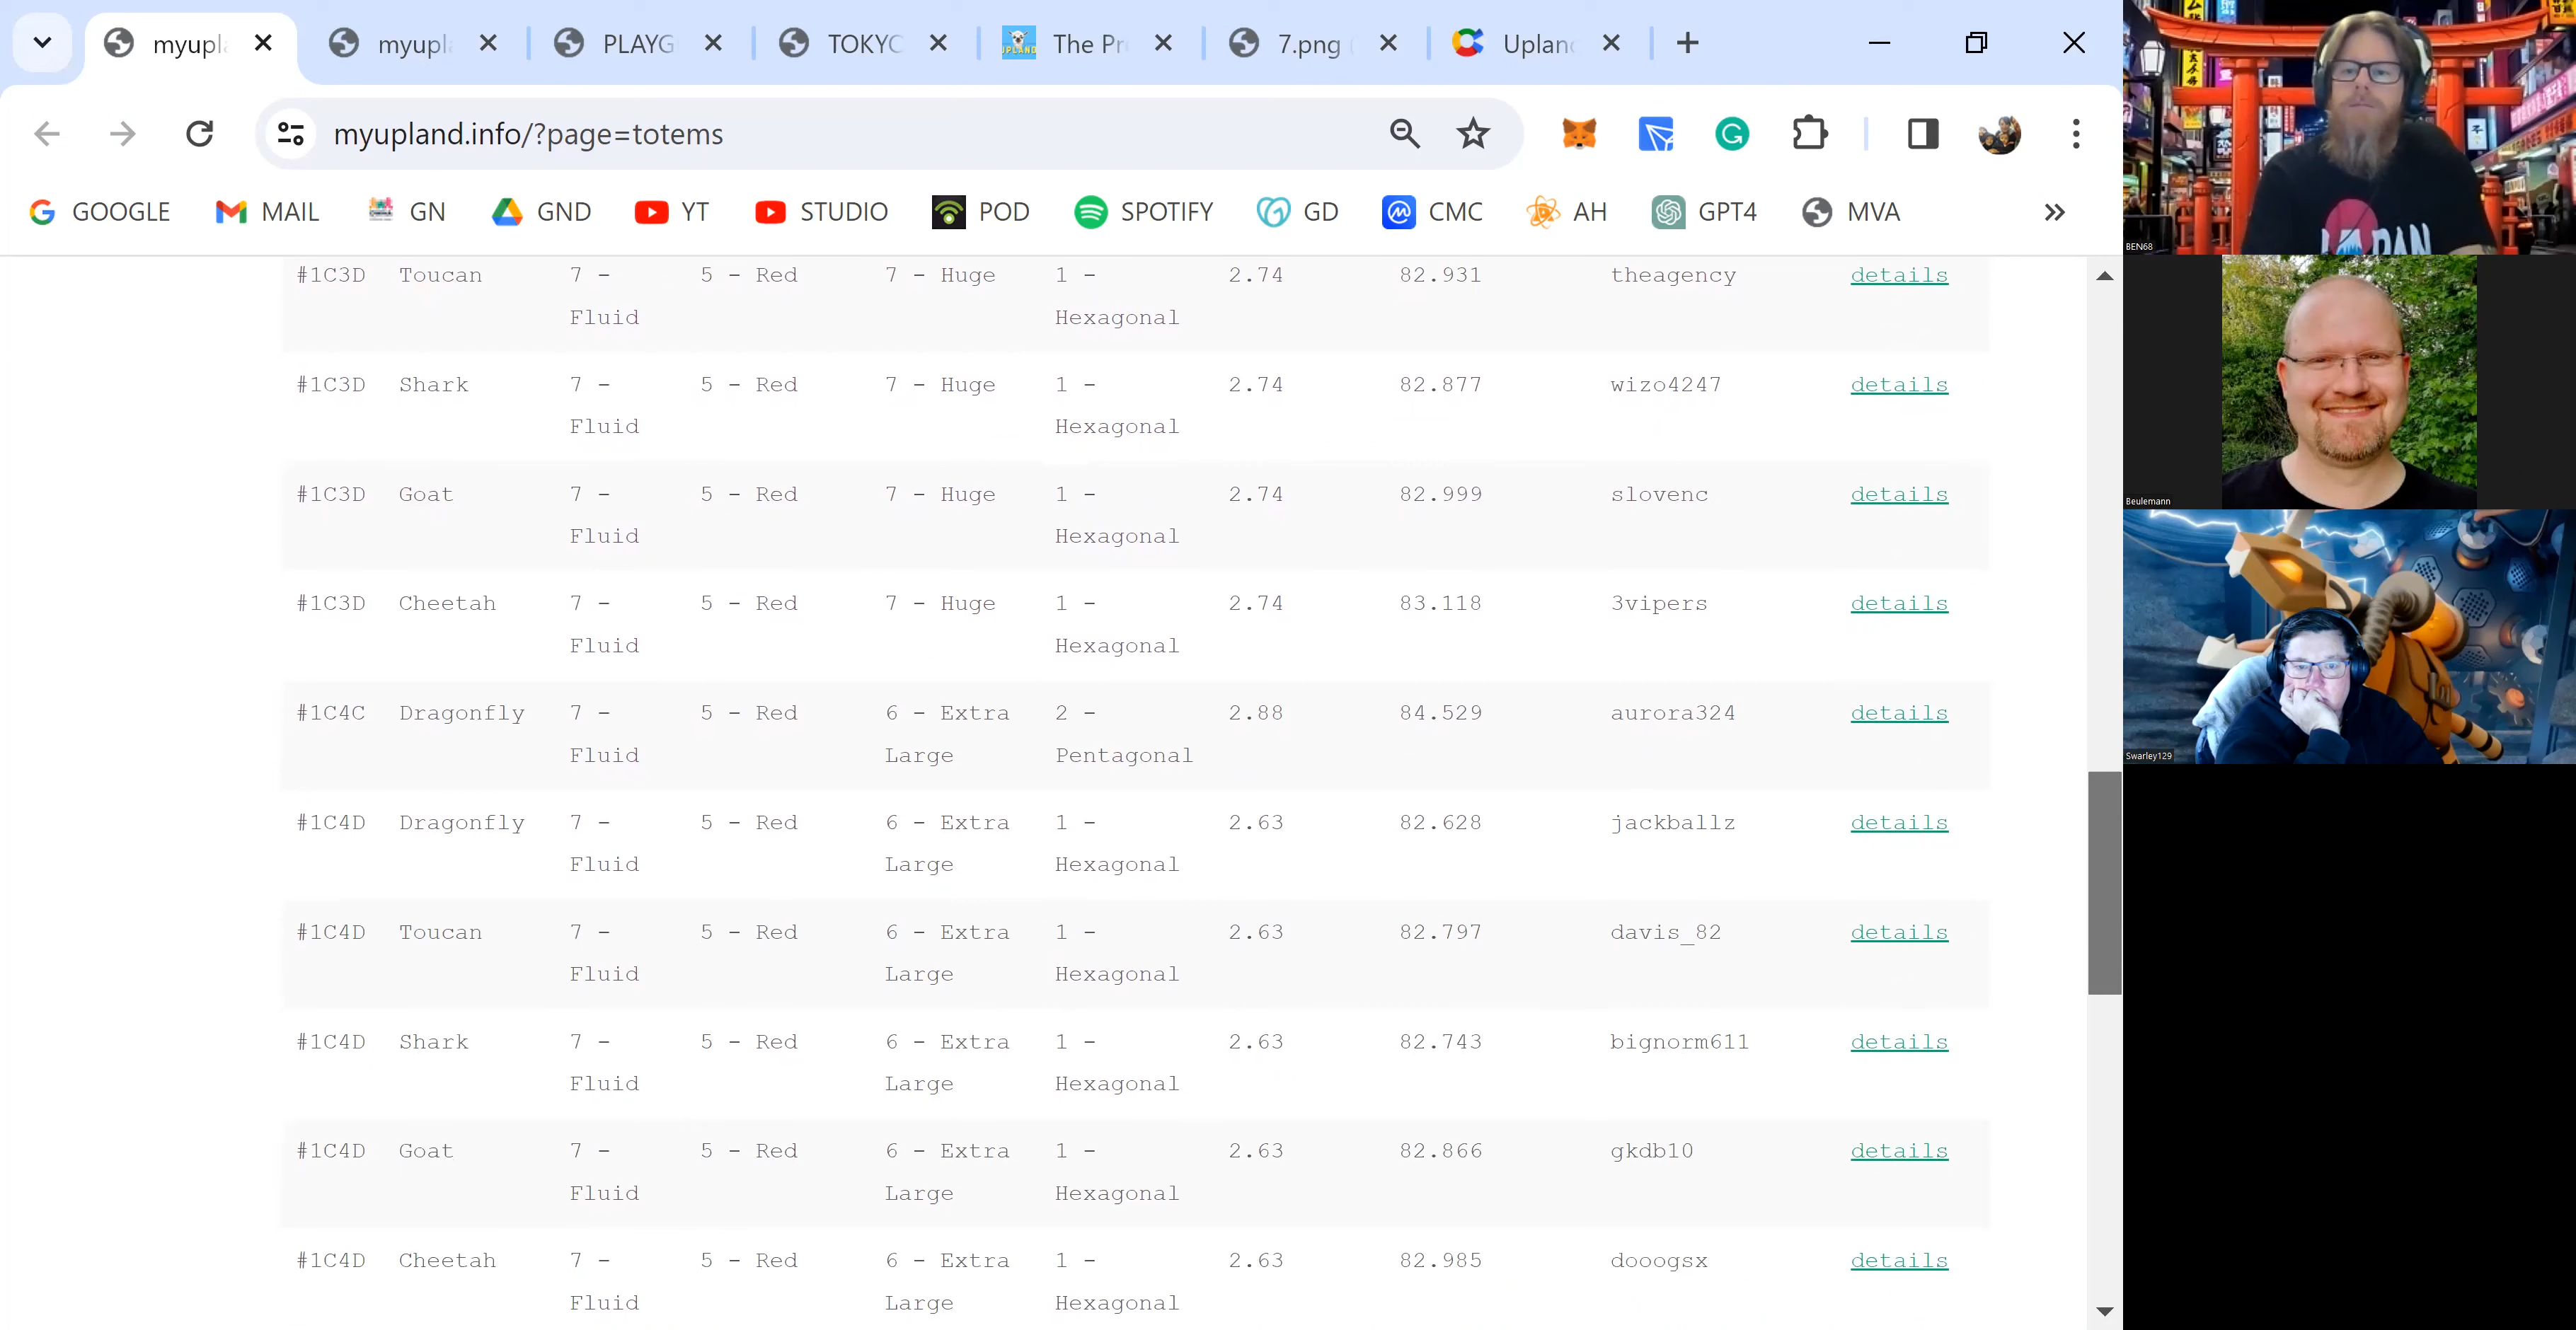 myupl
myupl
PLAYG
TOKYO
The Pr
7.png
Uplan
myupland.info/?page=totems
GOOGLE MAIL GN GND YT STUDIO POD SPOTIFY GD CMC AH GPT4 MVA
#1C3D Toucan 7 - 5 - Red 7 - Huge 1 - 2.74 82.931 theagency details
Fluid Hexagonal
#1C3D Shark 7 - 5 - Red 7 - Huge 1 - 2.74 82.877 wizo4247 details
Fluid Hexagonal
#1C3D Goat 7 - 5 - Red 7 - Huge 1 - 2.74 82.999 slovenc details
Fluid Hexagonal
#1C3D Cheetah 7 - 5 - Red 7 - Huge 1 - 2.74 83.118 3vipers details
Fluid Hexagonal
#1C4C Dragonfly 7 - 5 - Red 6 - Extra 2 - 2.88 84.529 aurora324 details
Fluid Large Pentagonal
#1C4D Dragonfly 7 - 5 - Red 6 - Extra 1 - 2.63 82.628 jackballz details
Fluid Large Hexagonal
#1C4D Toucan 7 - 5 - Red 6 - Extra 1 - 2.63 82.797 davis_82 details
Fluid Large Hexagonal
#1C4D Shark 7 - 5 - Red 6 - Extra 1 - 2.63 82.743 bignorm611 details
Fluid Large Hexagonal
#1C4D Goat 7 - 5 - Red 6 - Extra 1 - 2.63 82.866 gkdb10 details
Fluid Large Hexagonal
#1C4D Cheetah 7 - 5 - Red 6 - Extra 1 - 2.63 82.985 dooogsx details
Fluid Large Hexagonal
BEN68
Beulemann
Swarley129